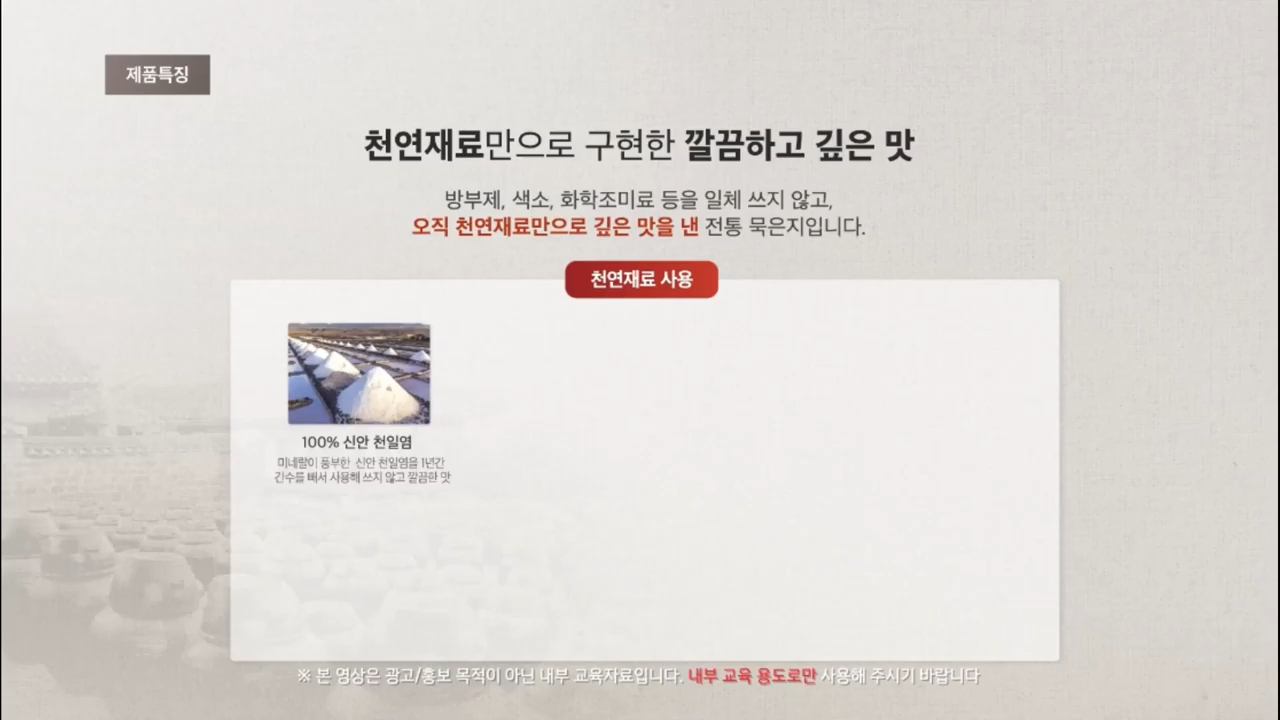 제품특징
천연재료만으로 구현한 깔끔하고 깊은 맛
방부제, 색소, 화학조미료 등을 일체 쓰지 않고,
오직 천연재료만으로 깊은 맛을 낸 전통 묵은지입니다.
천연재료 사용
100% 신안 천일염
미네랄이 풍부한 신안 천일염을 1년간
간수를 빼서 사용해 쓰지 않고 깔끔한 맛
※ 본 영상은 광고/홍보 목적이 아닌 내부 교육자료입니다. 내부 교육 용도로만 사용해 주시기 바랍니다